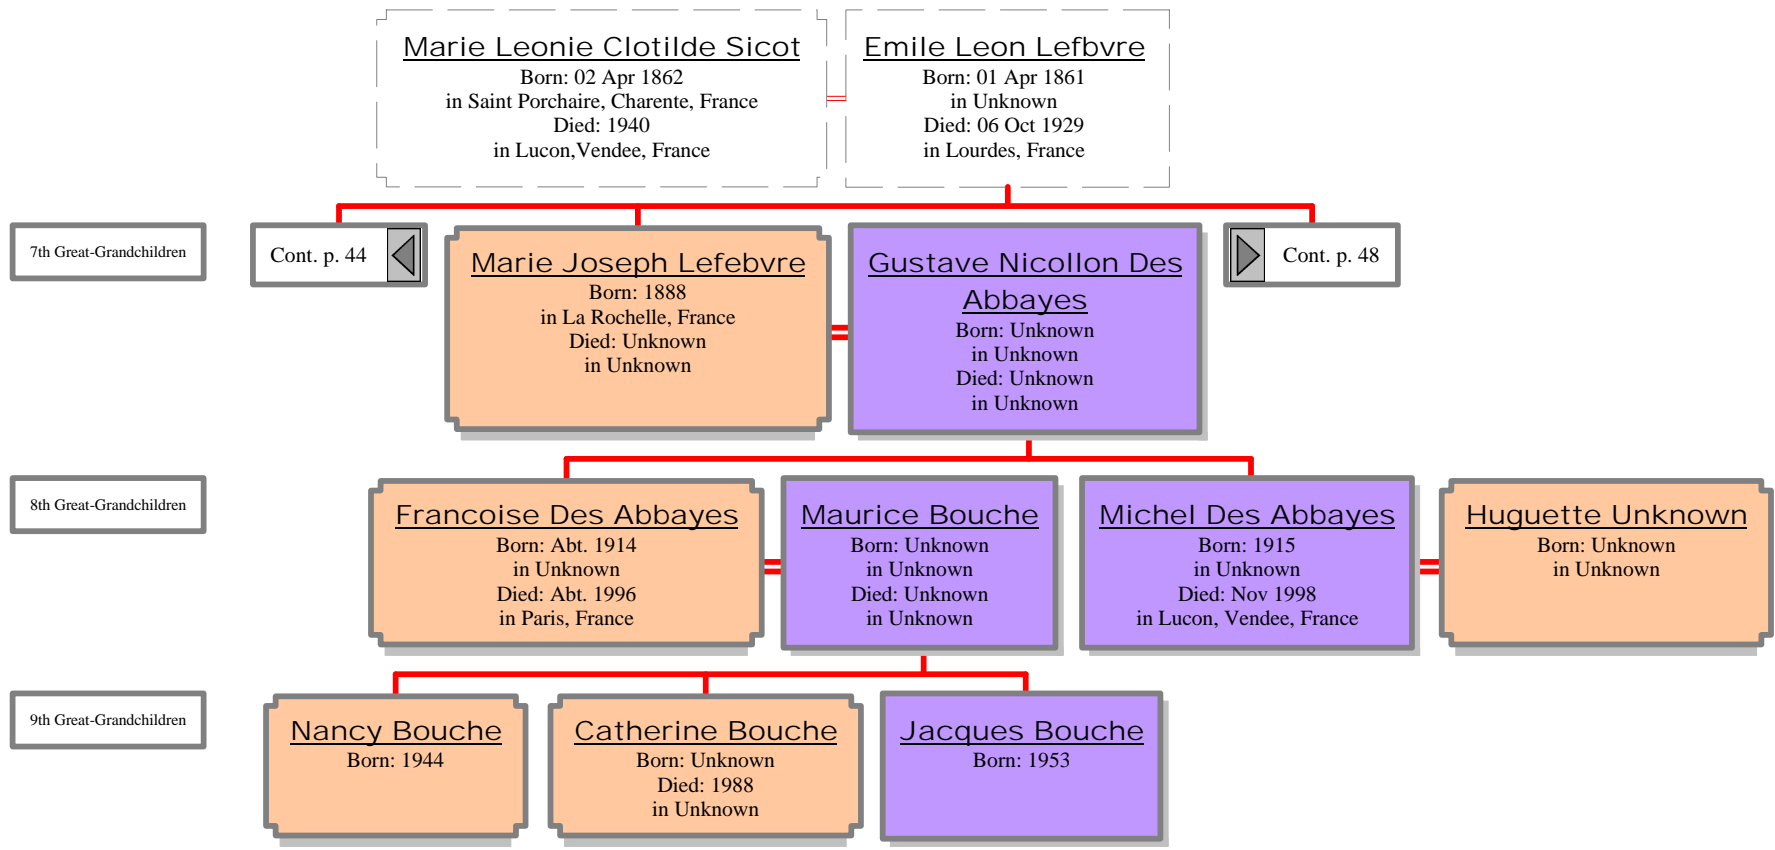 Marie Leonie Clotilde Sicot
Born: 02 Apr 1862
in Saint Porchaire, Charente, France
Died: 1940
in Lucon,Vendee, France
Emile Leon Lefbvre
Born: 01 Apr 1861
in Unknown
Died: 06 Oct 1929
in Lourdes, France
7th Great-Grandchildren
Cont. p. 44
Marie Joseph Lefebvre
Born: 1888
in La Rochelle, France
Died: Unknown
in Unknown
Gustave Nicollon Des
Abbayes
Born: Unknown
in Unknown
Died: Unknown
in Unknown
Cont. p. 48
8th Great-Grandchildren
Francoise Des Abbayes
Born: Abt. 1914
in Unknown
Died: Abt. 1996
in Paris, France
Maurice Bouche
Born: Unknown
in Unknown
Died: Unknown
in Unknown
Michel Des Abbayes
Born: 1915
in Unknown
Died: Nov 1998
in Lucon, Vendee, France
Huguette Unknown
Born: Unknown
in Unknown
9th Great-Grandchildren
Nancy Bouche
Born: 1944
Catherine Bouche
Born: Unknown
Died: 1988
in Unknown
Jacques Bouche
Born: 1953